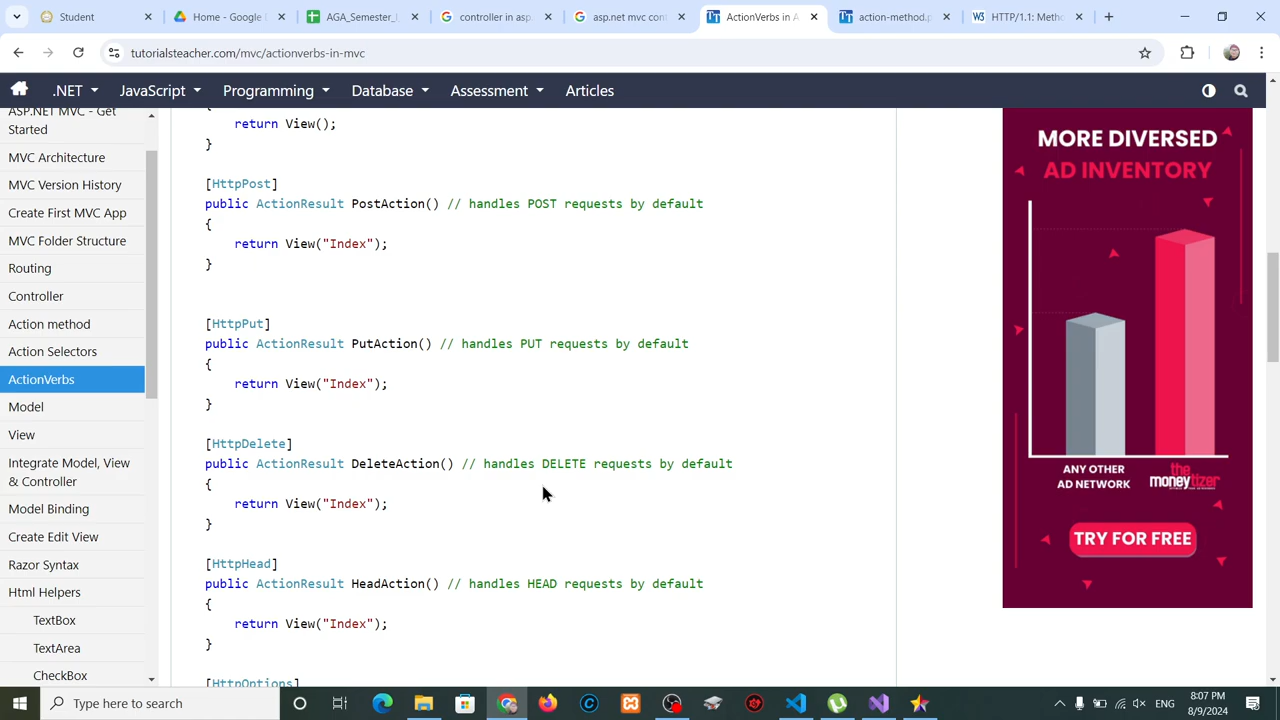 Student
Home - Google
AGA_Semester_
controller in asp.
asp.net mvc con
ActionVerbs in A
action-method.p
HTTP/1.1: Metho
tutorialsteacher.com/mvc/actionverbs-in-mvc
.NET
JavaScript
Programming
Database
Assessment
Articles
ASP.NET MVC - Get
Started
MVC Architecture
MVC Version History
Create First MVC App
MVC Folder Structure
Routing
Controller
Action method
Action Selectors
ActionVerbs
Model
View
Integrate Model, View
& Controller
Model Binding
Create Edit View
Razor Syntax
Html Helpers
TextBox
TextArea
CheckBox
{
return View();
}
[HttpPost]
public ActionResult PostAction() // handles POST requests by default
{
return View("Index");
}
[HttpPut]
public ActionResult PutAction() // handles PUT requests by default
{
return View("Index");
}
[HttpDelete]
public ActionResult DeleteAction() // handles DELETE requests by default
{
return View("Index");
}
[HttpHead]
public ActionResult HeadAction() // handles HEAD requests by default
{
return View("Index");
}
[HttpOptions]
MORE DIVERSED
AD INVENTORY
ANY OTHER
AD NETWORK
the
moneytizer
TRY FOR FREE
Type here to search
ENG
8:07 PM
8/9/2024